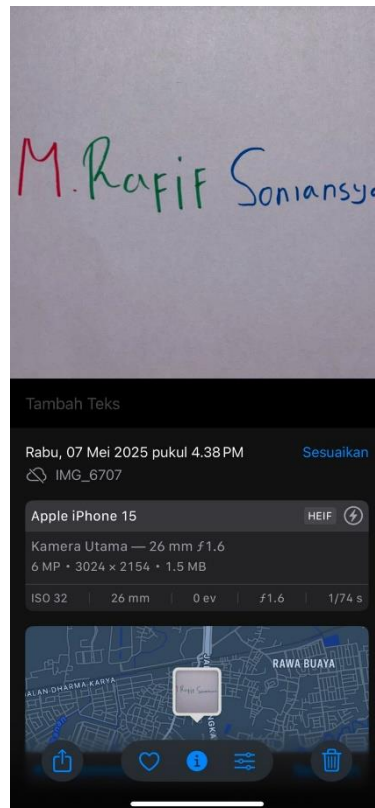 M. Rafif Soniansya
Tambah Teks
Rabu, 07 Mei 2025 pukul 4.38 PM Sesuaikan
IMG_6707
Apple iPhone 15 HEIF
Kamera Utama — 26 mm ƒ1.6
6 MP • 3024 × 2154 • 1.5 MB
ISO 32 26 mm 0 ev ƒ1.6 1/74 s
RAWA BUAYA
JALAN DHARMA KARYA